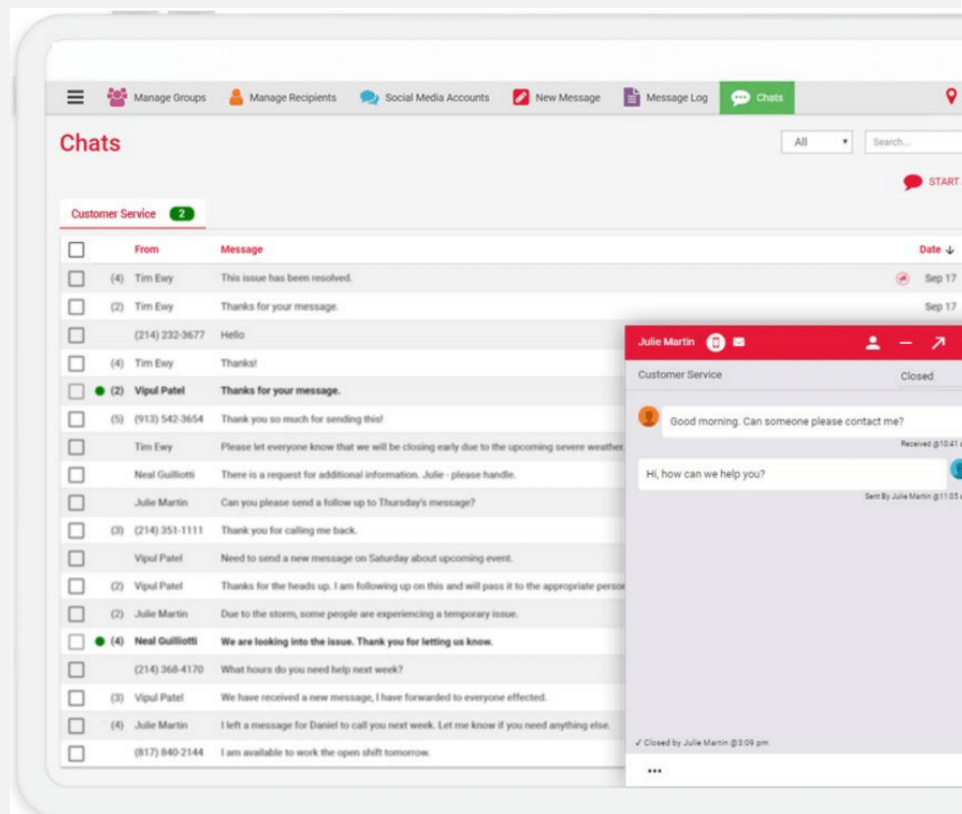 Manage Groups Manage Recipients Social Media Accounts New Message Message Log Chats
Chats
All Search...
START
Customer Service 2
From Message Date
(4) Tim Ewy This issue has been resolved. Sep 17
(2) Tim Ewy Thanks for your message. Sep 17
(214) 232-3677 Hello
(4) Tim Ewy Thanks!
(2) Vipul Patel Thanks for your message.
(5) (913) 542-3654 Thank you so much for sending this!
Tim Ewy Please let everyone know that we will be closing early due to the upcoming severe weather.
Neal Guilliotti There is a request for additional information. Julie - please handle.
Julie Martin Can you please send a follow up to Thursday's message?
(3) (214) 351-1111 Thank you for calling me back.
Vipul Patel Need to send a new message on Saturday about upcoming event.
(2) Vipul Patel Thanks for the heads up. I am following up on this and will pass it to the appropriate person
(2) Julie Martin Due to the storm, some people are experiencing a temporary issue.
(4) Neal Guilliotti We are looking into the issue. Thank you for letting us know.
(214) 368-4170 What hours do you need help next week?
(3) Vipul Patel We have received a new message, I have forwarded to everyone effected.
(4) Julie Martin I left a message for Daniel to call you next week. Let me know if you need anything else.
(817) 840-2144 I am available to work the open shift tomorrow.
Julie Martin
Customer Service Closed
Good morning. Can someone please contact me?
Received @10:41 a
Hi, how can we help you?
Sent By Julie Martin @11:05 a
✓ Closed by Julie Martin @3:09 pm